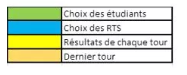 Choix des étudiants
Choix des RTS
Résultats de chaque tour
Dernier tour